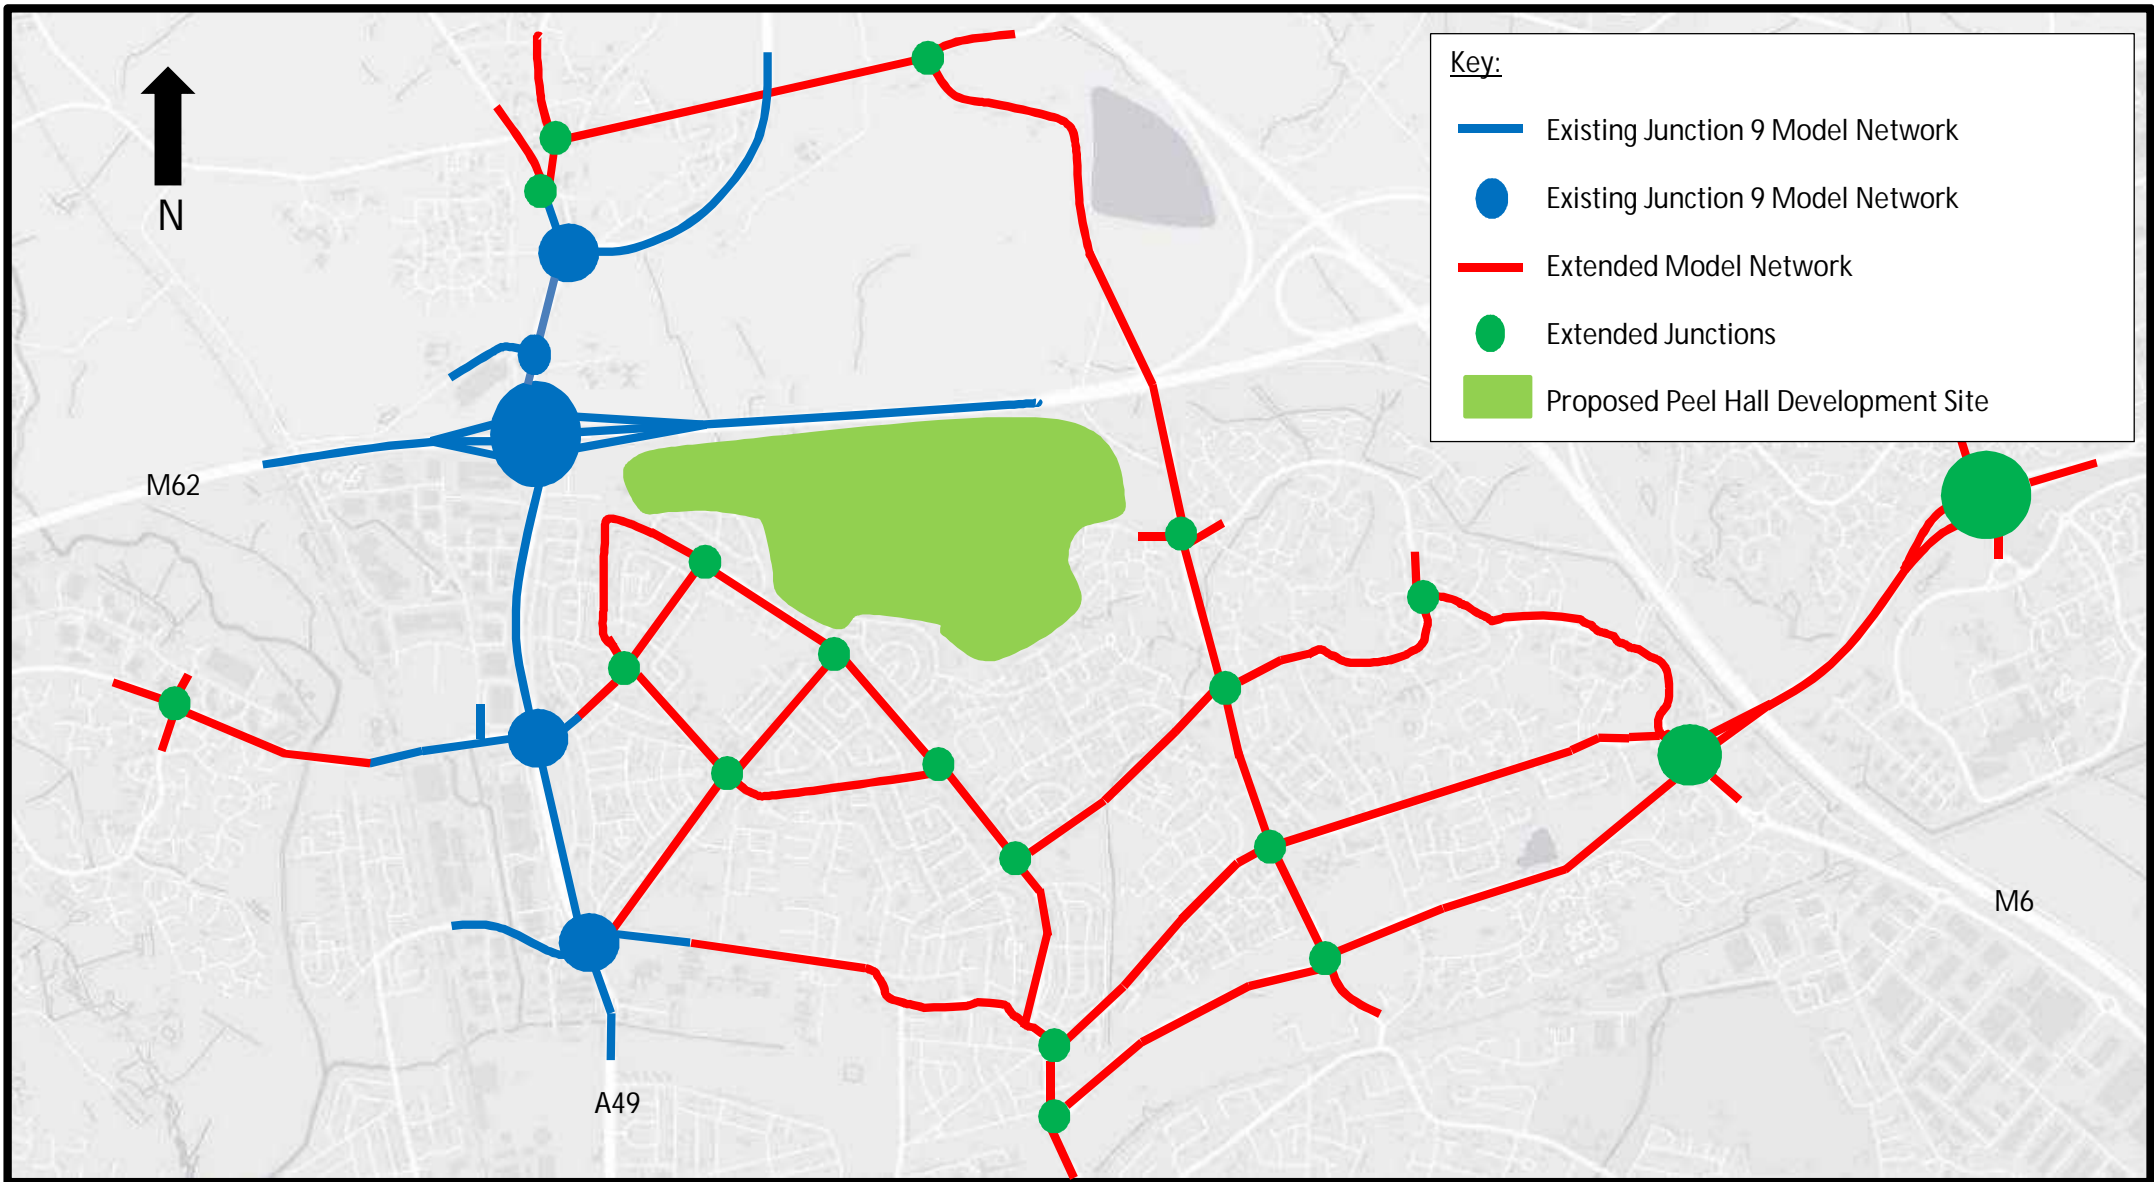 Key:
Existing Junction 9 Model Network
Existing Junction 9 Model Network
Extended Model Network
Extended Junctions
Proposed Peel Hall Development Site
N
M62
M6
A49